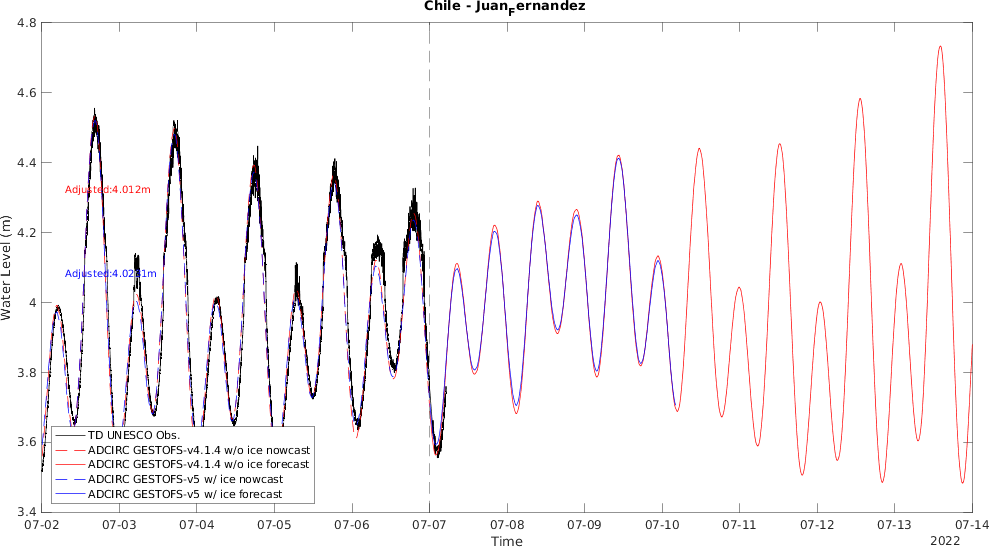 Chile - Juan_Fernandez
4.8
4.6
4.4
4.2
4
3.8
3.6
3.4
Water Level (m)
Adjusted:4.012m
Adjusted:4.0281m
TD UNESCO Obs.
ADCIRC GESTOFS-v4.1.4 w/o ice nowcast
ADCIRC GESTOFS-v4.1.4 w/o ice forecast
ADCIRC GESTOFS-v5 w/ ice nowcast
ADCIRC GESTOFS-v5 w/ ice forecast
07-02 07-03 07-04 07-05 07-06 07-07 07-08 07-09 07-10 07-11 07-12 07-13 07-14
Time
2022